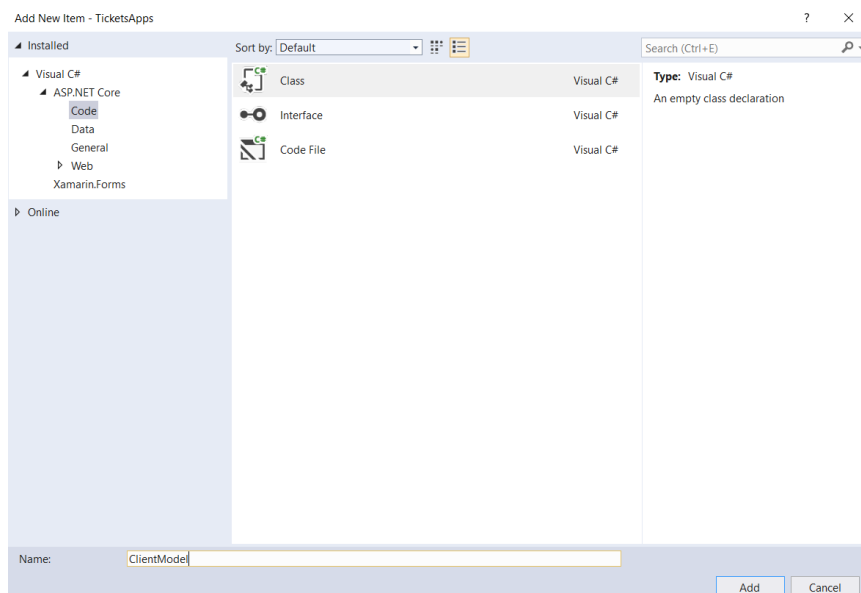 Add New Item - TicketsApps
Installed
Sort by: Default
Search (Ctrl+E)
Visual C#
ASP.NET Core
Code
Data
General
Web
Xamarin.Forms
Online
Class Visual C#
Interface Visual C#
Code File Visual C#
Type: Visual C#
An empty class declaration
Name: ClientModel
Add Cancel